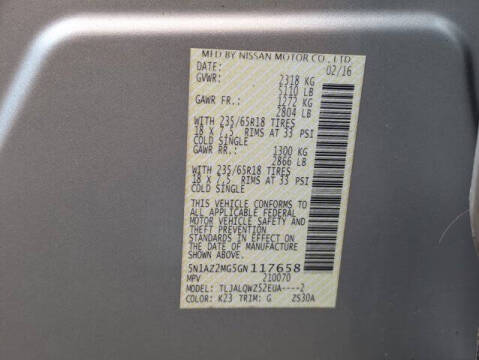 MFD BY NISSAN MOTOR CO., LTD.
DATE: 02/16
GVWR: 2318 KG
5110 LB
GAWR FR.: 1272 KG
2804 LB
WITH 235/65R18 TIRES
18 X 7.5, RIMS AT 33 PSI
COLD SINGLE
GAWR RR.: 1300 KG
2866 LB
WITH 235/65R18 TIRES
18 X 7.5, RIMS AT 33 PSI
COLD SINGLE
THIS VEHICLE CONFORMS TO
ALL APPLICABLE FEDERAL
MOTOR VEHICLE SAFETY AND
THEFT PREVENTION
STANDARDS IN EFFECT ON
THE DATE OF MANUFACTURE
SHOWN ABOVE.
5N1AZ2MG5GN117658
MPV 210070
MODEL: TLJALQWZ52EUA----2
COLOR: K23 TRIM: G ZS30A